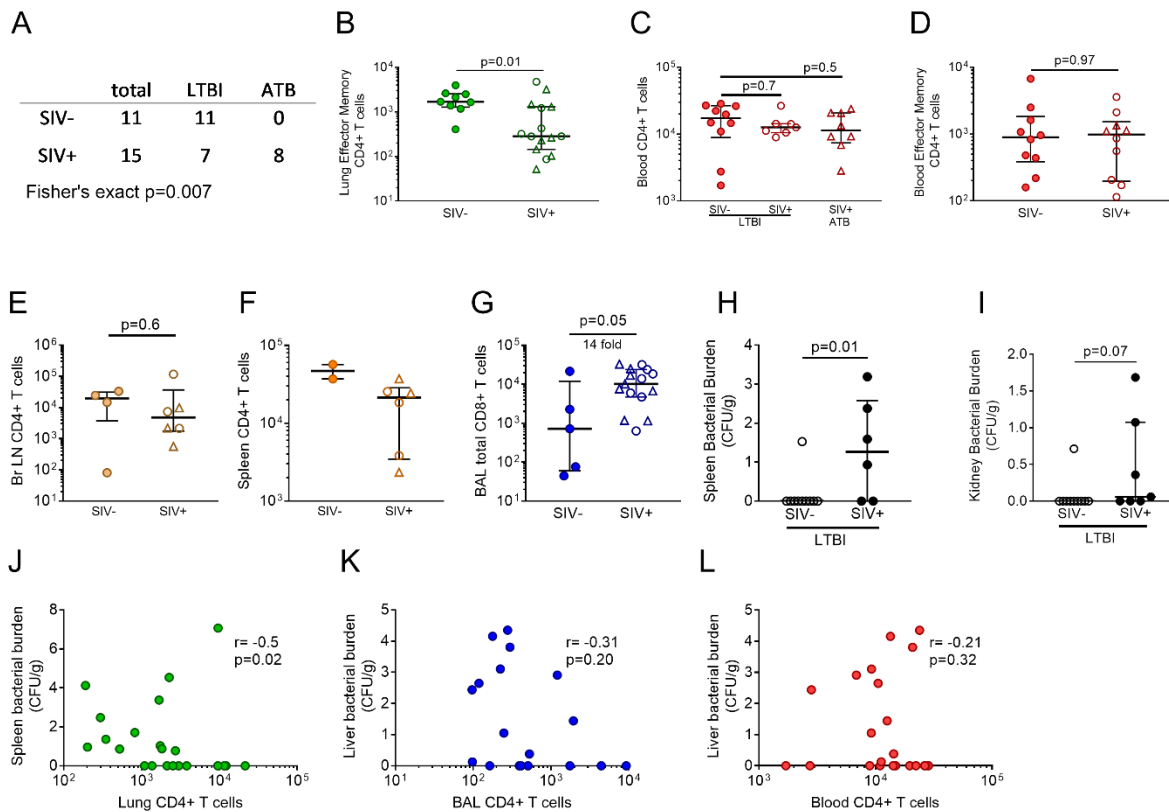 A
total LTBI ATB
SIV- 11 11 0
SIV+ 15 7 8
Fisher's exact p=0.007
B
p=0.01
Lung Effector Memory
CD4+ T cells
10^4
10^3
10^2
10^1
SIV- SIV+
C
p=0.5
p=0.7
Blood CD4+ T cells
10^5
10^4
10^3
SIV- SIV+ SIV+
LTBI ATB
D
p=0.97
Blood Effector Memory
CD4+ T cells
10^4
10^3
10^2
SIV- SIV+
E
p=0.6
Br LN CD4+ T cells
10^6
10^5
10^4
10^3
10^2
10^1
SIV- SIV+
F
Spleen CD4+ T cells
10^5
10^4
10^3
SIV- SIV+
G
p=0.05
14 fold
BAL total CD8+ T cells
10^5
10^4
10^3
10^2
10^1
SIV- SIV+
H
p=0.01
Spleen Bacterial Burden
(CFU/g)
4
3
2
1
0
SIV- SIV+
LTBI
I
p=0.07
Kidney Bacterial Burden
(CFU/g)
2.0
1.5
1.0
0.5
0.0
SIV- SIV+
LTBI
J
r= -0.5
p=0.02
Spleen bacterial burden
(CFU/g)
8
6
4
2
0
10^2 10^3 10^4 10^5
Lung CD4+ T cells
K
r= -0.31
p=0.20
Liver bacterial burden
(CFU/g)
5
4
3
2
1
0
10^1 10^2 10^3 10^4
BAL CD4+ T cells
L
r= -0.21
p=0.32
Liver bacterial burden
(CFU/g)
5
4
3
2
1
0
10^3 10^4 10^5
Blood CD4+ T cells